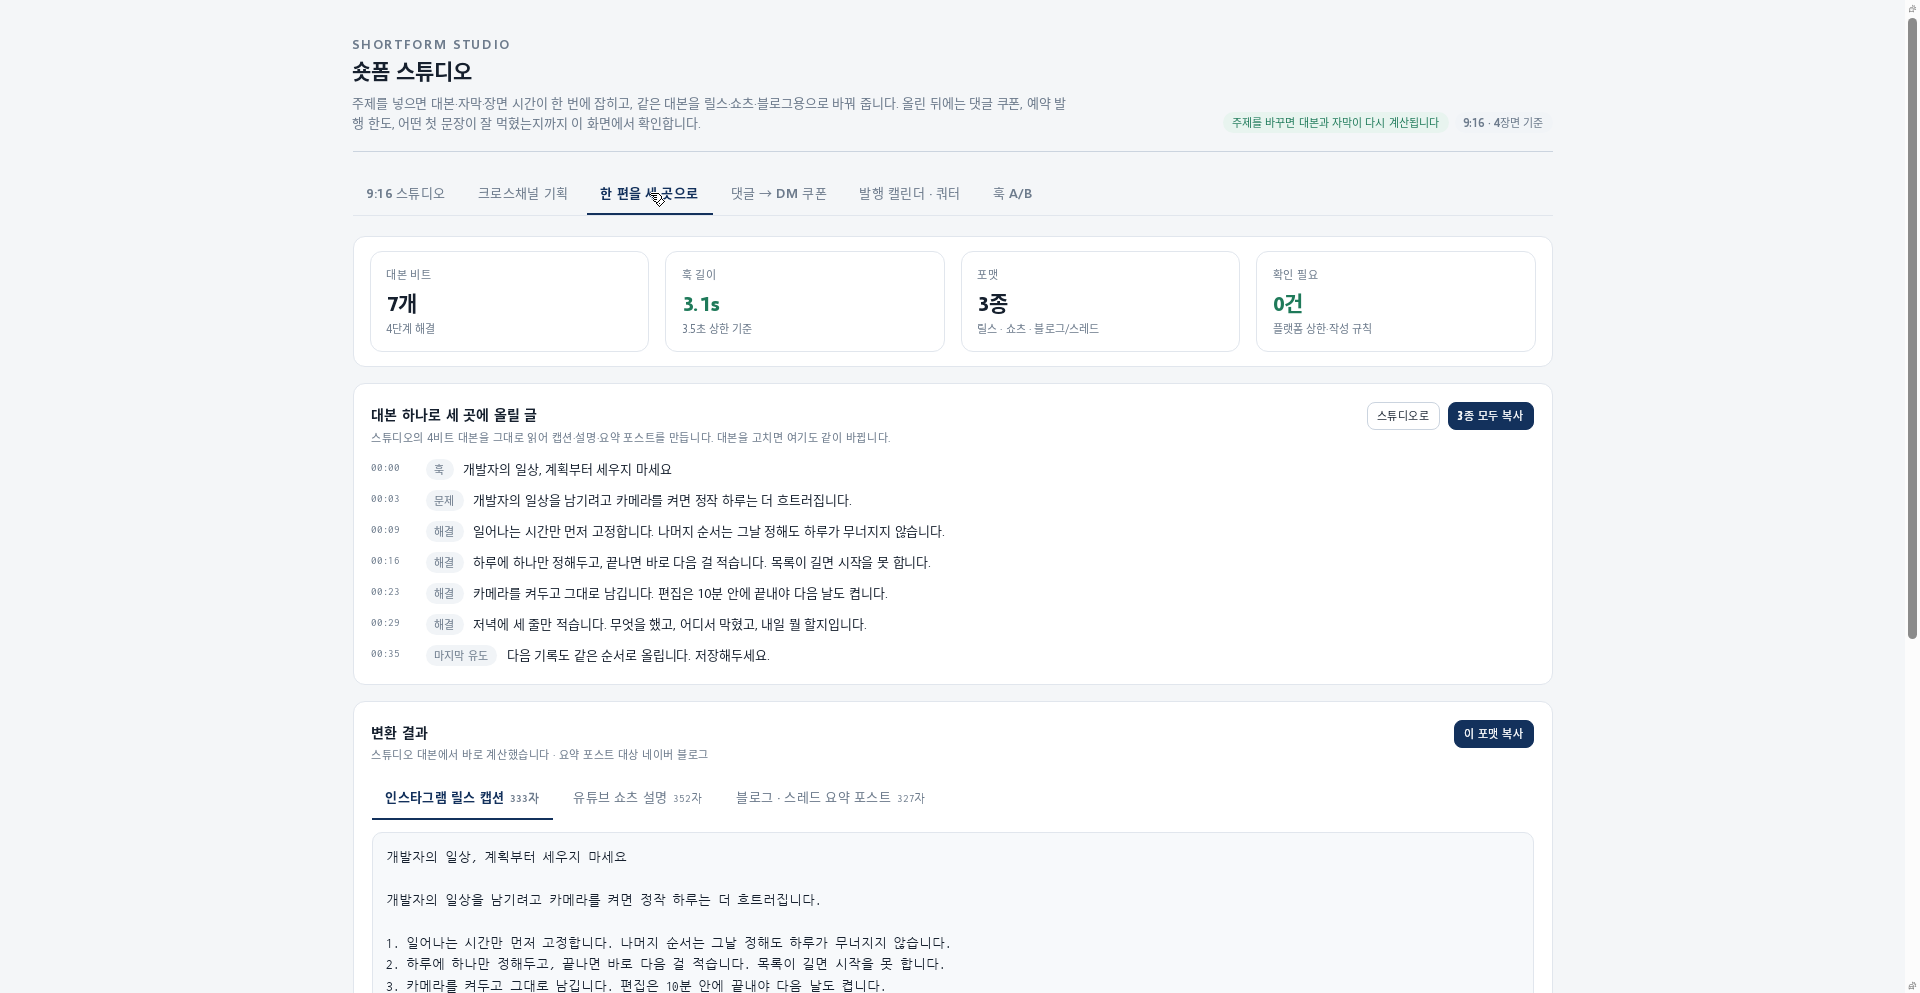 SHORTFORM STUDIO
숏폼 스튜디오
주제를 넣으면 대본·자막·장면 시간이 한 번에 잡히고, 같은 대본을 릴스·쇼츠·블로그용으로 바꿔 줍니다. 올린 뒤에는 댓글 쿠폰, 예약 발
행 한도, 어떤 첫 문장이 잘 먹혔는지까지 이 화면에서 확인합니다.
주제를 바꾸면 대본과 자막이 다시 계산됩니다
9:16 · 4장면 기준
9:16 스튜디오
크로스채널 기획
한 편을 세 곳으로
댓글 → DM 쿠폰
발행 캘린더 · 쿼터
훅 A/B
대본 비트
7개
4단계 해결
훅 길이
3.1s
3.5초 상한 기준
포맷
3종
릴스 · 쇼츠 · 블로그/스레드
확인 필요
0건
플랫폼 상한·작성 규칙
대본 하나로 세 곳에 올릴 글
스튜디오의 4비트 대본을 그대로 읽어 캡션·설명·요약 포스트를 만듭니다. 대본을 고치면 여기도 같이 바뀝니다.
스튜디오로
3종 모두 복사
00:00 훅 개발자의 일상, 계획부터 세우지 마세요
00:03 문제 개발자의 일상을 남기려고 카메라를 켜면 정작 하루는 더 흐트러집니다.
00:09 해결 일어나는 시간만 먼저 고정합니다. 나머지 순서는 그날 정해도 하루가 무너지지 않습니다.
00:16 해결 하루에 하나만 정해두고, 끝나면 바로 다음 걸 적습니다. 목록이 길면 시작을 못 합니다.
00:23 해결 카메라를 켜두고 그대로 남깁니다. 편집은 10분 안에 끝내야 다음 날도 켭니다.
00:29 해결 저녁에 세 줄만 적습니다. 무엇을 했고, 어디서 막혔고, 내일 뭘 할지입니다.
00:35 마지막 유도 다음 기록도 같은 순서로 올립니다. 저장해두세요.
변환 결과
스튜디오 대본에서 바로 계산했습니다 · 요약 포스트 대상 네이버 블로그
이 포맷 복사
인스타그램 릴스 캡션 333자
유튜브 쇼츠 설명 352자
블로그 · 스레드 요약 포스트 327자
개발자의 일상, 계획부터 세우지 마세요
개발자의 일상을 남기려고 카메라를 켜면 정작 하루는 더 흐트러집니다.
1. 일어나는 시간만 먼저 고정합니다. 나머지 순서는 그날 정해도 하루가 무너지지 않습니다.
2. 하루에 하나만 정해두고, 끝나면 바로 다음 걸 적습니다. 목록이 길면 시작을 못 합니다.
3. 카메라를 켜두고 그대로 남깁니다. 편집은 10분 안에 끝내야 다음 날도 켭니다.